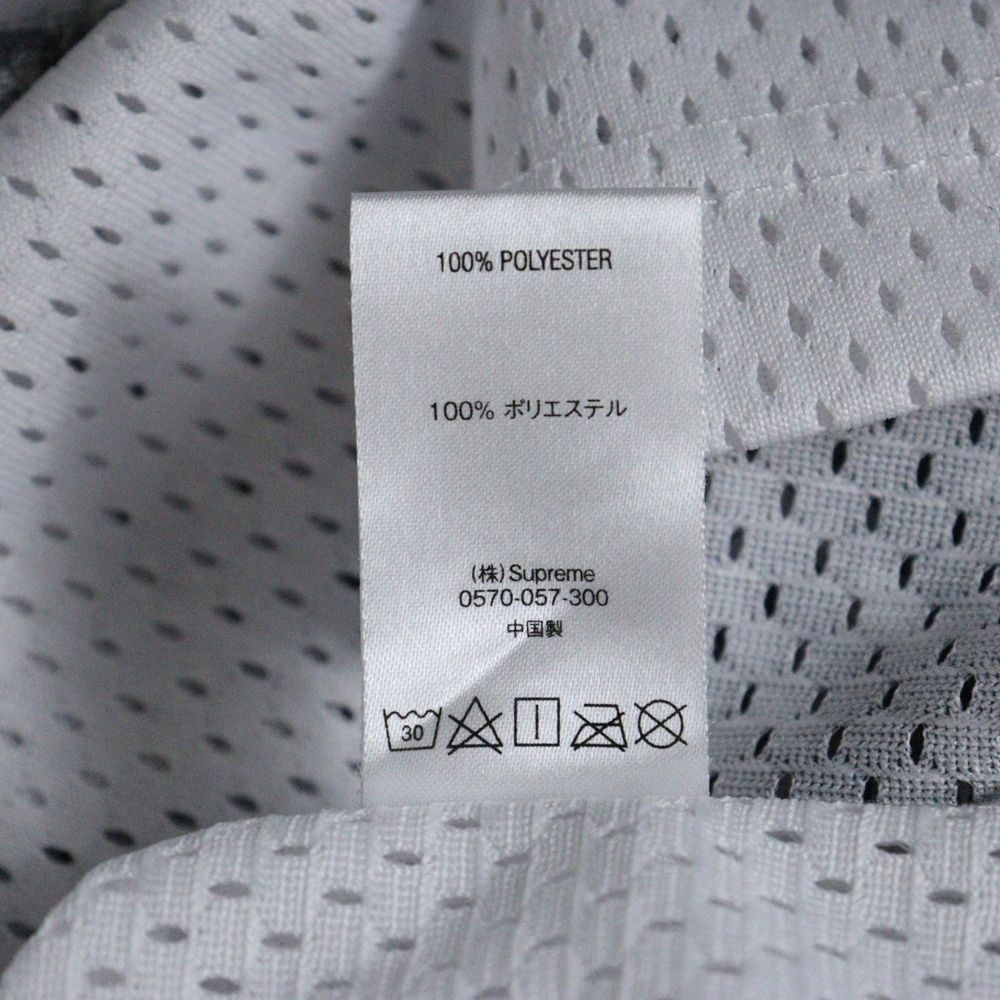 100% POLYESTER
100% ポリエステル
(株)Supreme
0570-057-300
中国製
30